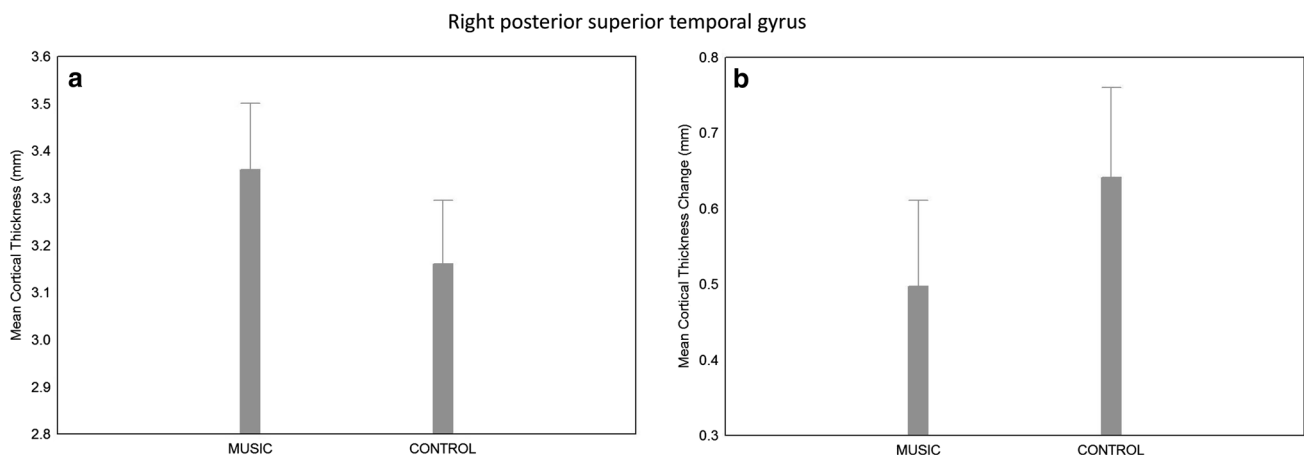 Right posterior superior temporal gyrus
a
Mean Cortical Thickness (mm)
3.6
3.5
3.4
3.3
3.2
3.1
3.0
2.9
2.8
MUSIC CONTROL
b
Mean Cortical Thickness Change (mm)
0.8
0.7
0.6
0.5
0.4
0.3
MUSIC CONTROL